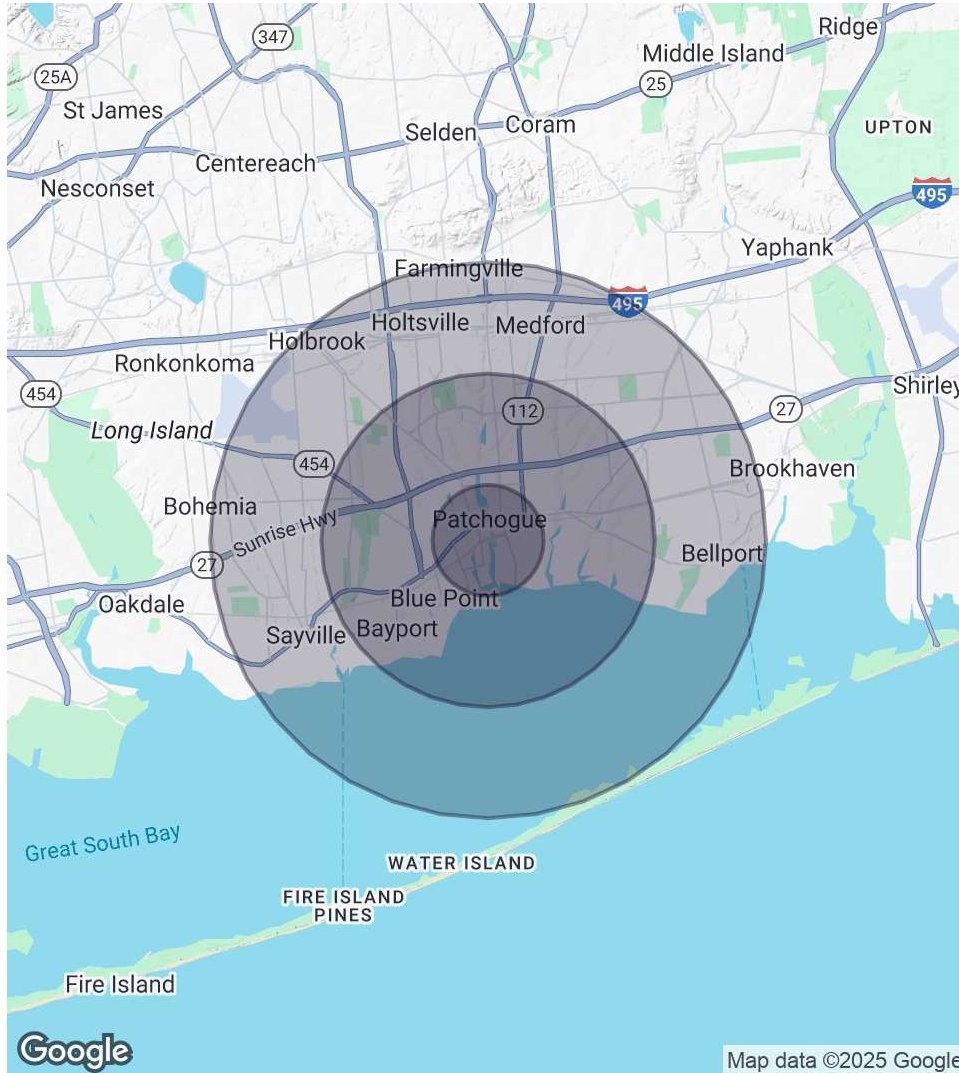 Ridge
347
Middle Island
25A
25
St James
Coram
Selden
UPTON
Centereach
Nesconset
495
Yaphank
Farmingville
495
Holtsville
Medford
Holbrook
Ronkonkoma
Shirley
454
112
27
Long Island
454
Brookhaven
Bohemia
Patchogue
Sunrise Hwy
Bellport
27
Blue Point
Oakdale
Bayport
Sayville
Great South Bay
WATER ISLAND
FIRE ISLAND
PINES
Fire Island
Google
Map data ©2025 Google